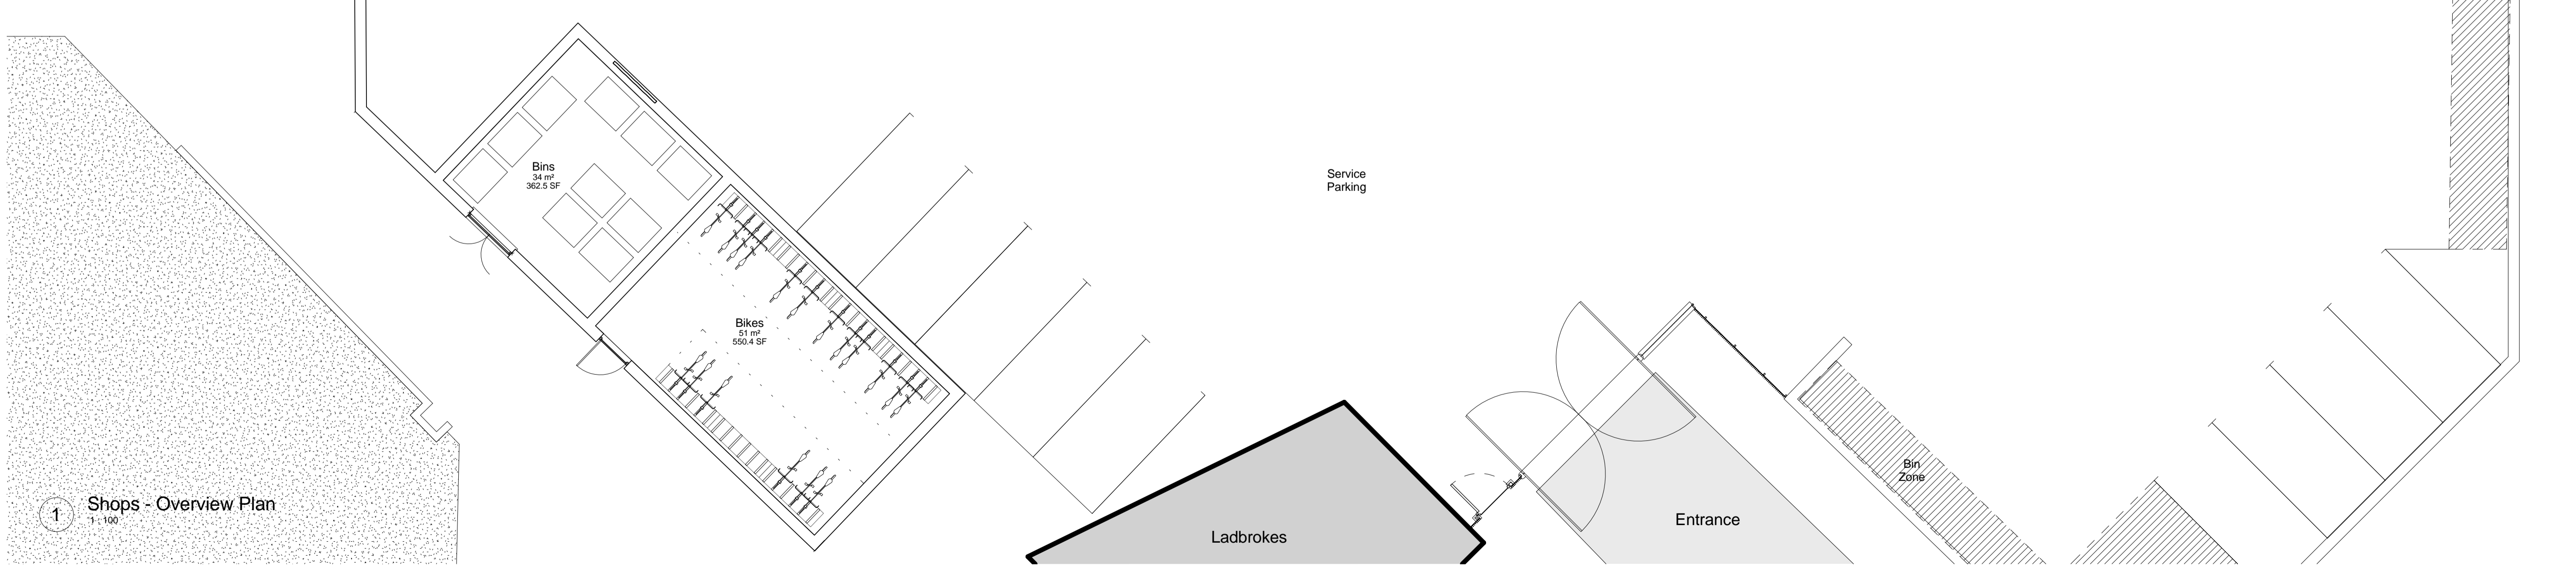 Bins
34 m²
362.5 SF
Service
Parking
Bikes
51 m²
550.4 SF
Bin
Zone
1
Shops - Overview Plan
1 : 100
Entrance
Ladbrokes